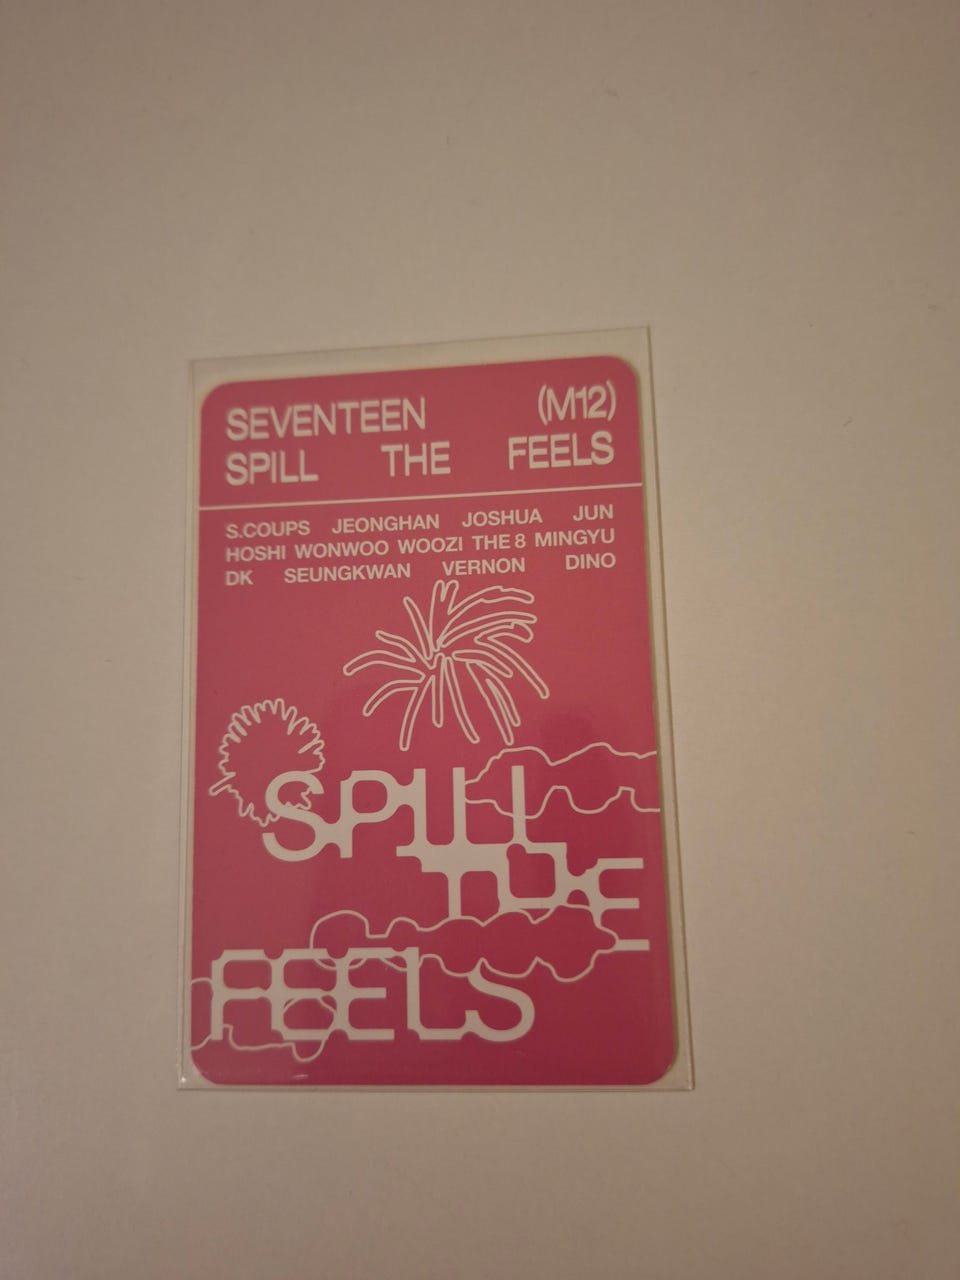 SEVENTEEN (M12)
SPILL THE FEELS
S.COUPS JEONGHAN JOSHUA JUN
HOSHI WONWOO WOOZI THE 8 MINGYU
DK SEUNGKWAN VERNON DINO
SPILL
THE
FEELS